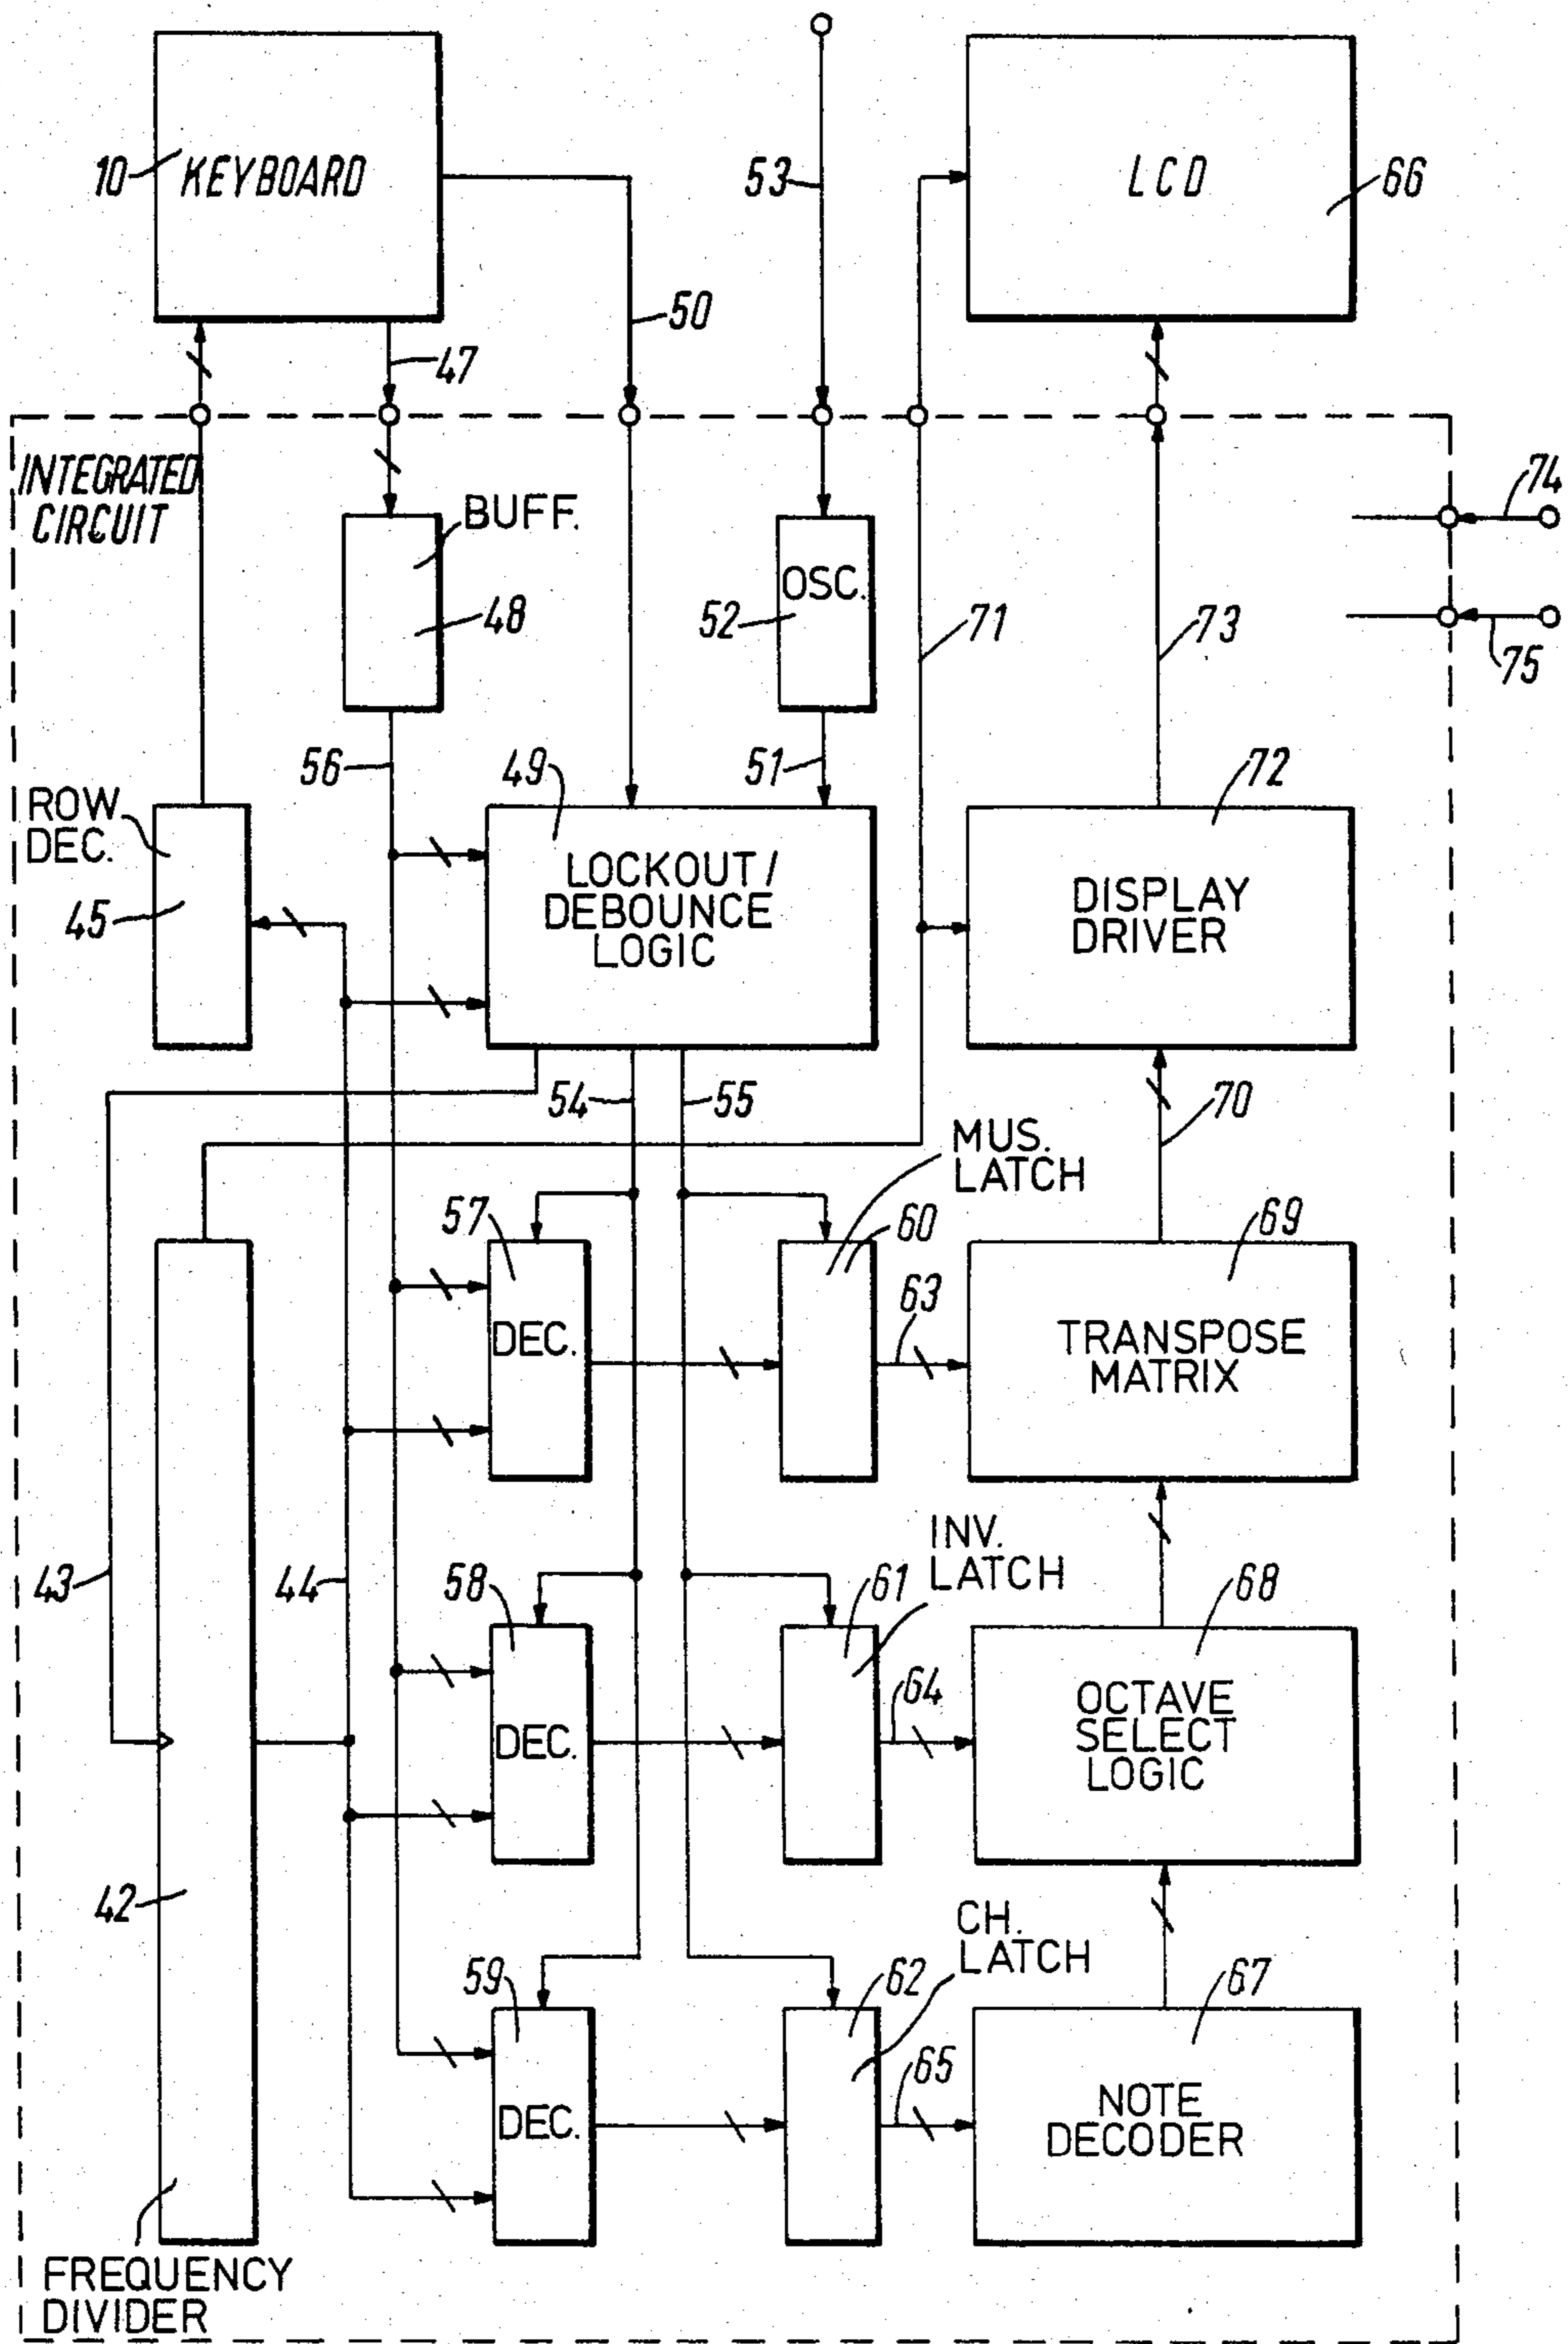 10
KEYBOARD
53
LCD
66
50
47
INTEGRATED
CIRCUIT
74
BUFF.
OSC.
48
52
71
73
75
56
49
51
72
ROW
DEC.
45
LOCKOUT/
DEBOUNCE
LOGIC
DISPLAY
DRIVER
54
55
70
MUS.
LATCH
57
60
69
63
DEC.
TRANSPOSE
MATRIX
INV.
LATCH
43
44
58
61
68
64
OCTAVE
SELECT
LOGIC
DEC.
42
CH.
LATCH
59
62
67
65
DEC.
NOTE
DECODER
FREQUENCY
DIVIDER